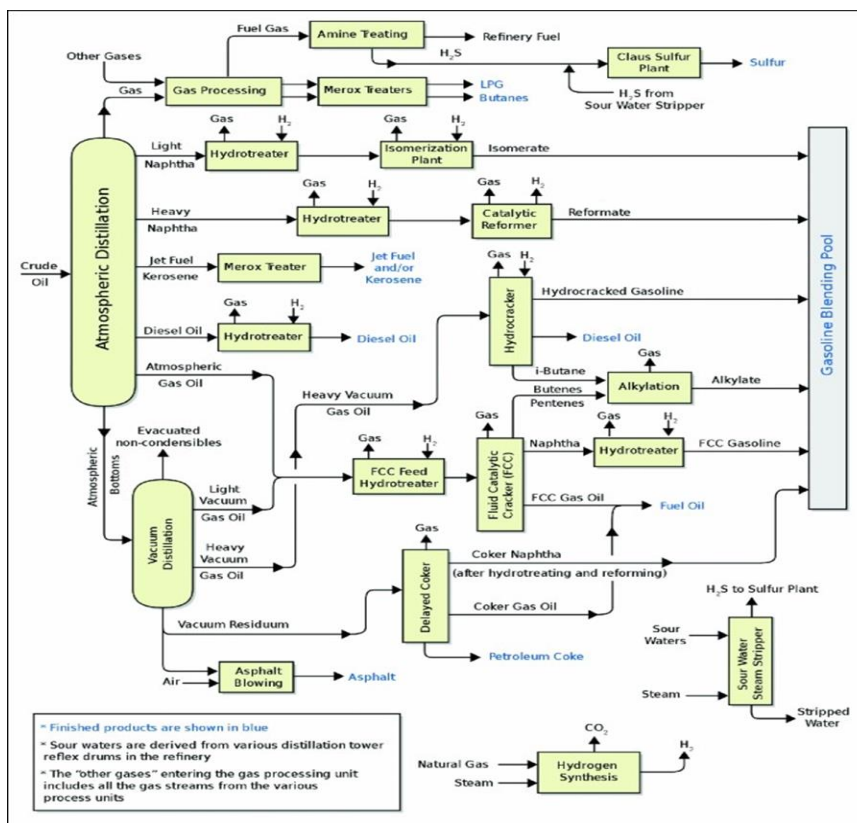 Fuel Gas
Amine Treating
Refinery Fuel
H₂S
Claus Sulfur
Plant
Sulfur
Other Gases
Gas
Gas Processing
Merox Treaters
LPG
Butanes
H₂S from
Sour Water Stripper
Gas
H₂
Gas
H₂
Light
Naphtha
Hydrotreater
Isomerization
Plant
Isomerate
Gas
H₂
Gas
H₂
Heavy
Naphtha
Hydrotreater
Catalytic
Reformer
Reformate
Atmospheric Distillation
Crude
Oil
Jet Fuel
Kerosene
Merox Treater
Jet Fuel
and/or
Kerosene
Gas
H₂
Hydrocracker
Hydrocracked Gasoline
Gasoline Blending Pool
Gas
H₂
Diesel Oil
Hydrotreater
Diesel Oil
Diesel Oil
Atmospheric
Gas Oil
i-Butane
Gas
Butenes
Pentenes
Alkylation
Alkylate
Heavy Vacuum
Gas Oil
Evacuated
non-condensibles
Atmospheric
Bottoms
Gas
H₂
FCC Feed
Hydrotreater
Gas
Fluid Catalytic
Cracker (FCC)
Naphtha
Gas
H₂
Hydrotreater
FCC Gasoline
Light
Vacuum
Gas Oil
FCC Gas Oil
Fuel Oil
Vacuum
Distillation
Heavy
Vacuum
Gas Oil
Gas
Delayed Coker
Coker Naphtha
(after hydrotreating and reforming)
Coker Gas Oil
Vacuum Residuum
Petroleum Coke
Air
Asphalt
Blowing
Asphalt
H₂S to Sulfur Plant
Sour
Waters
Sour Water
Steam Stripper
Steam
Stripped
Water
CO₂
H₂
Natural Gas
Steam
Hydrogen
Synthesis
* Finished products are shown in blue
* Sour waters are derived from various distillation tower
reflex drums in the refinery
* The "other gases" entering the gas processing unit
includes all the gas streams from the various
process units